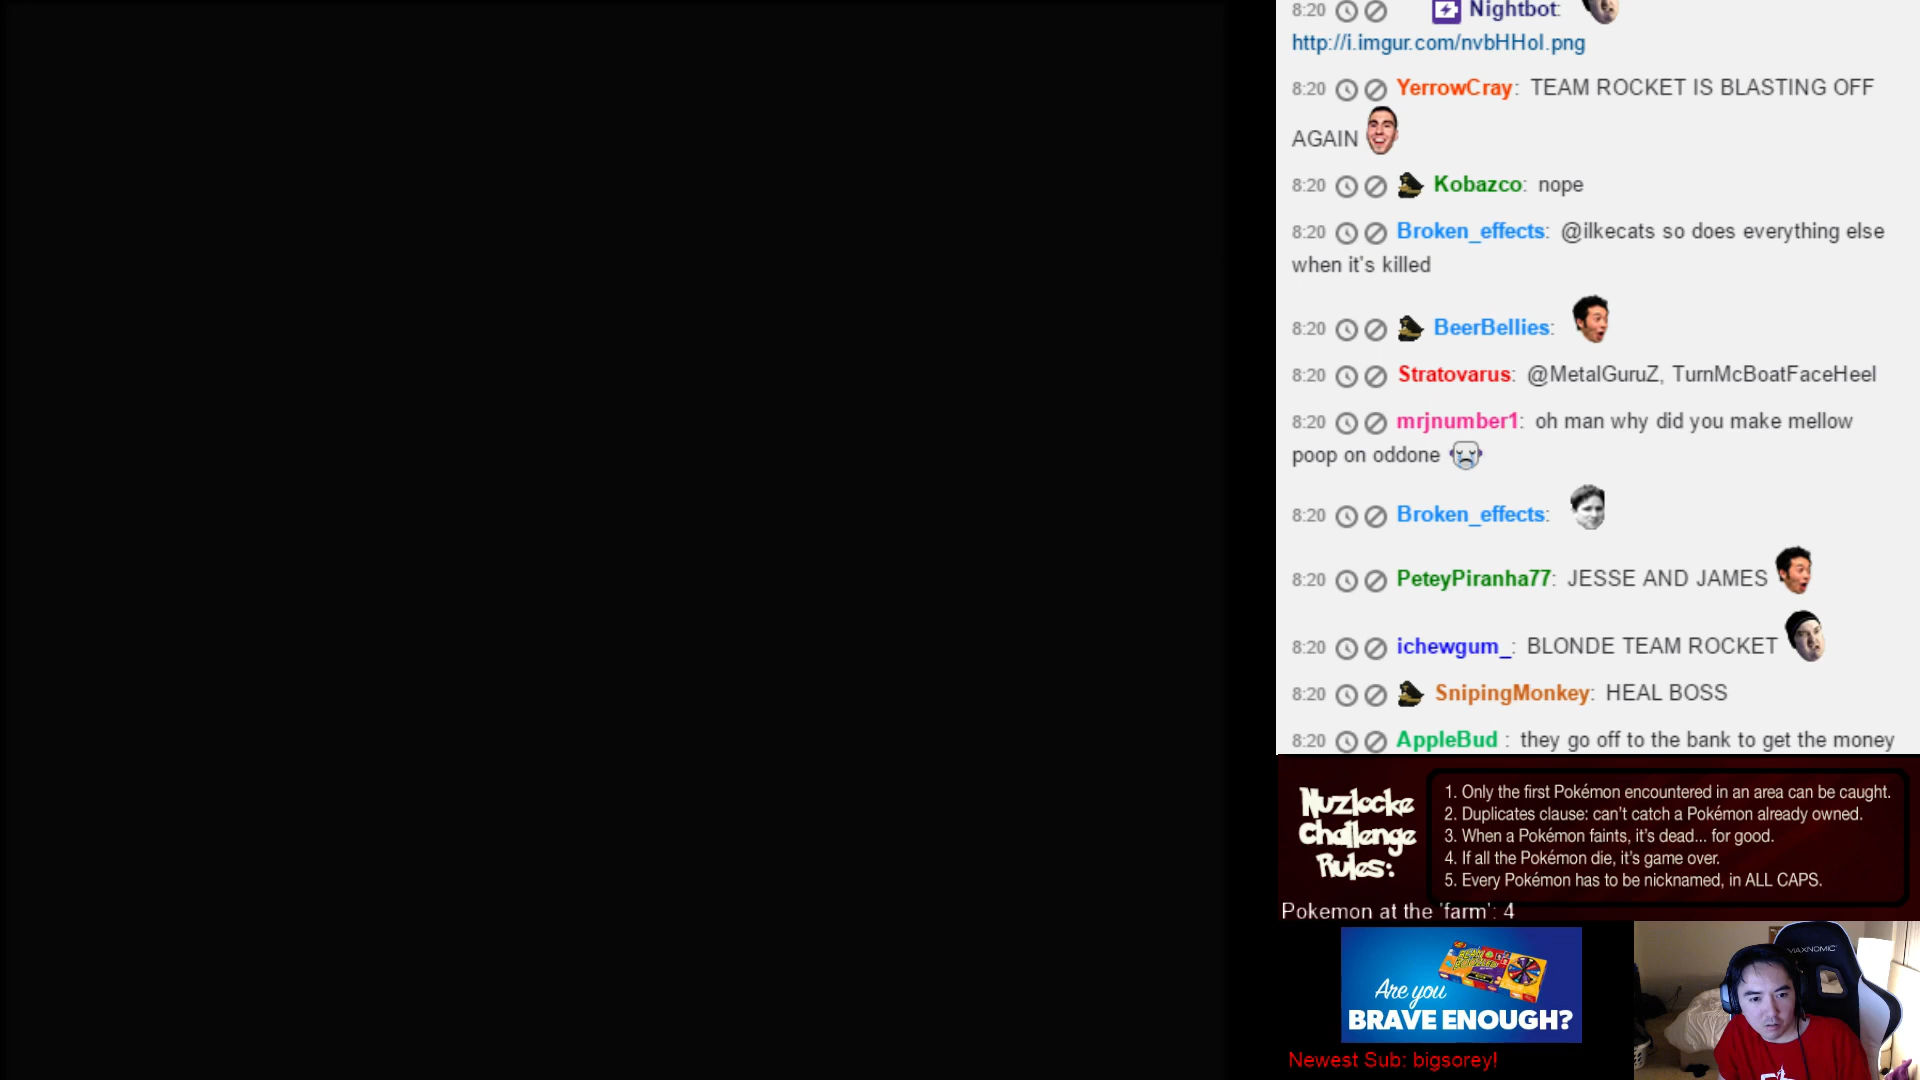 8:20 Nightbot:
http://i.imgur.com/nvbHHoI.png
8:20 YerrowCray: TEAM ROCKET IS BLASTING OFF
AGAIN
8:20 Kobazco: nope
8:20 Broken_effects: @ilkecats so does everything else
when it's killed
8:20 BeerBellies:
8:20 Stratovarus: @MetalGuruZ, TurnMcBoatFaceHeel
8:20 mrjnumber1: oh man why did you make mellow
poop on oddone
8:20 Broken_effects:
8:20 PeteyPiranha77: JESSE AND JAMES
8:20 ichewgum_: BLONDE TEAM ROCKET
8:20 SnipingMonkey: HEAL BOSS
8:20 AppleBud : they go off to the bank to get the money
Nuzlocke
Challenge
Rules:
1. Only the first Pokémon encountered in an area can be caught.
2. Duplicates clause: can't catch a Pokémon already owned.
3. When a Pokémon faints, it's dead... for good.
4. If all the Pokémon die, it's game over.
5. Every Pokémon has to be nicknamed, in ALL CAPS.
Pokemon at the 'farm': 4
Are you
BRAVE ENOUGH?
Newest Sub: bigsorey!
MAXNOMIC